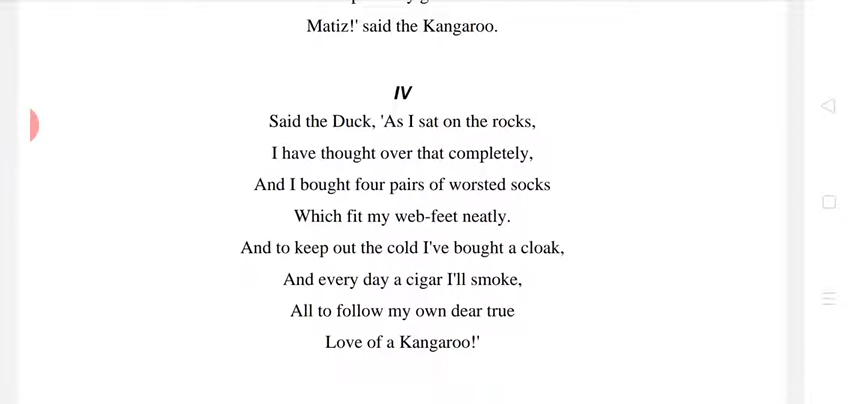 Matiz!' said the Kangaroo.
IV
Said the Duck, 'As I sat on the rocks,
I have thought over that completely,
And I bought four pairs of worsted socks
Which fit my web-feet neatly.
And to keep out the cold I've bought a cloak,
And every day a cigar I'll smoke,
All to follow my own dear true
Love of a Kangaroo!'